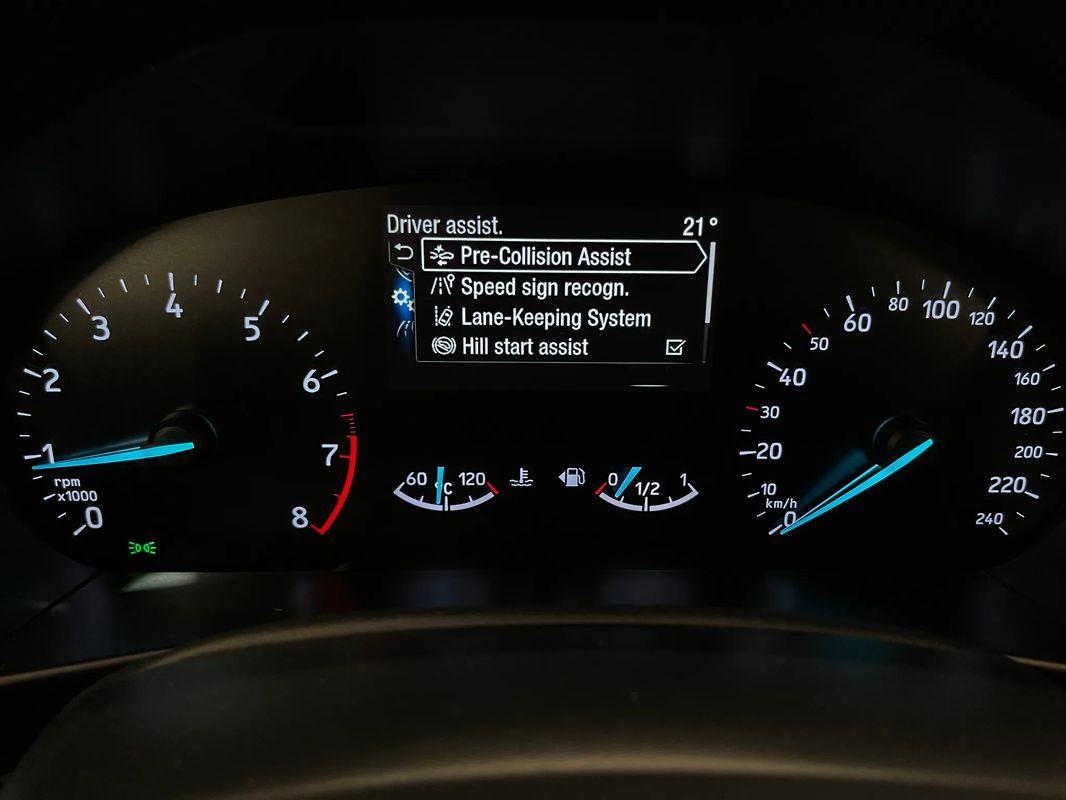 Driver assist. 21°
Pre-Collision Assist
Speed sign recogn.
Lane-Keeping System
Hill start assist
0
1
2
3
4
5
6
7
8
rpm
x1000
60 °C 120
0 1/2 1
0
10
20
30
40
50
60
80
100
120
140
160
180
200
220
240
km/h